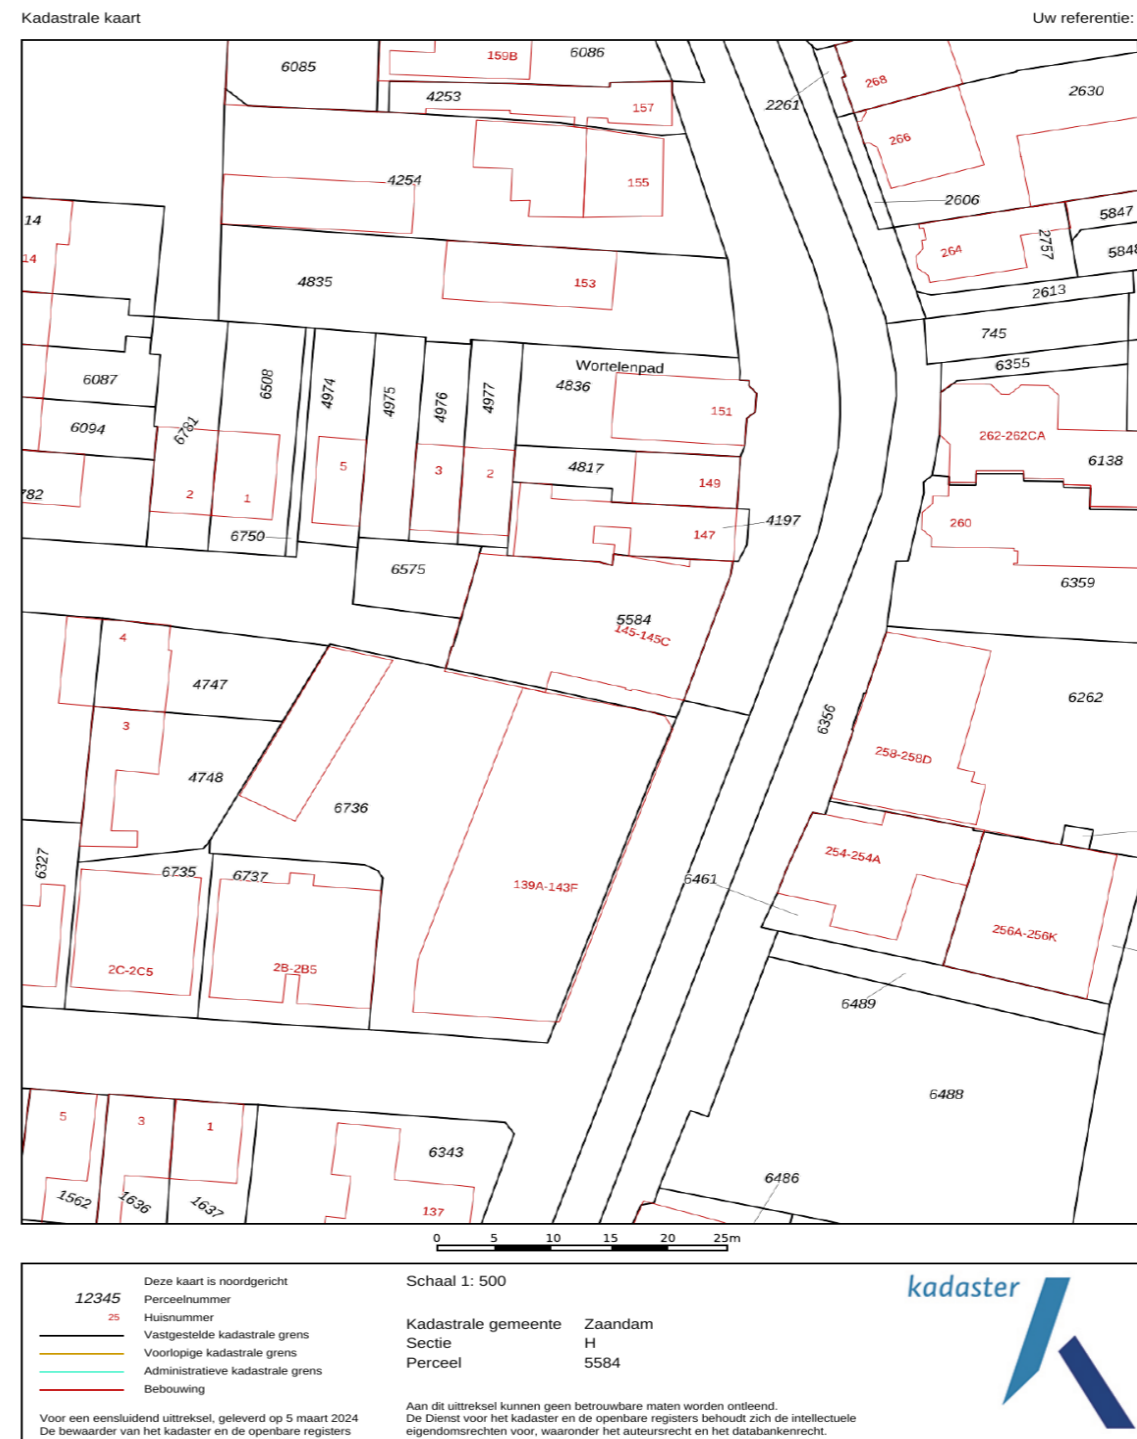 Kadastrale kaart
Uw referentie:
6085
159B
6086
268
2630
4253
157
2261
266
4254
155
2606
5847
14
264
2757
5848
14
4835
153
2613
745
6355
Wortelenpad
6087
6508
4974
4975
4976
4977
4836
151
6094
6781
262-262CA
6138
782
2
1
5
3
2
4817
149
4197
260
6750
147
6575
6359
5584
145-145C
4
4747
6262
3
6356
4748
258-258D
6736
6327
6735
6737
254-254A
139A-143F
6461
256A-256K
2C-2C5
2B-2B5
6489
6488
5
3
1
6343
6486
1562
1636
1637
137
0 5 10 15 20 25m
Deze kaart is noordgericht
12345 Perceelnummer
25 Huisnummer
Vastgestelde kadastrale grens
Voorlopige kadastrale grens
Administratieve kadastrale grens
Bebouwing
Voor een eensluidend uittreksel, geleverd op 5 maart 2024
De bewaarder van het kadaster en de openbare registers
Schaal 1: 500
Kadastrale gemeente Zaandam
Sectie H
Perceel 5584
Aan dit uittreksel kunnen geen betrouwbare maten worden ontleend.
De Dienst voor het kadaster en de openbare registers behoudt zich de intellectuele
eigendomsrechten voor, waaronder het auteursrecht en het databankenrecht.
kadaster